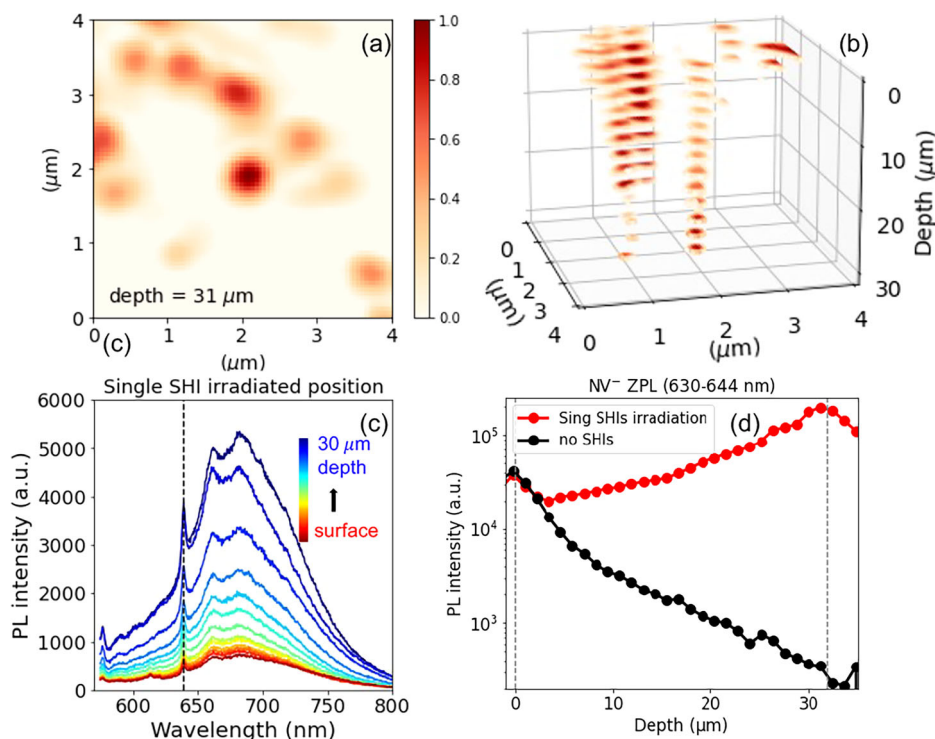 (a)
4
3
2
1
0
(μm)
depth = 31 μm
0 1 2 3 4
(μm)
1.0
0.8
0.6
0.4
0.2
0.0
(b)
0
10
20
30
Depth (μm)
0
1
2
3
4
(μm)
0 1 2 3 4
(μm)
(c)
Single SHI irradiated position
(c)
6000
5000
4000
3000
2000
1000
0
PL intensity (a.u.)
30 μm
depth
surface
600 650 700 750 800
Wavelength (nm)
NV⁻ ZPL (630-644 nm)
Sing SHIs irradiation
no SHIs
(d)
10⁵
10⁴
10³
PL intensity (a.u.)
0 10 20 30
Depth (μm)